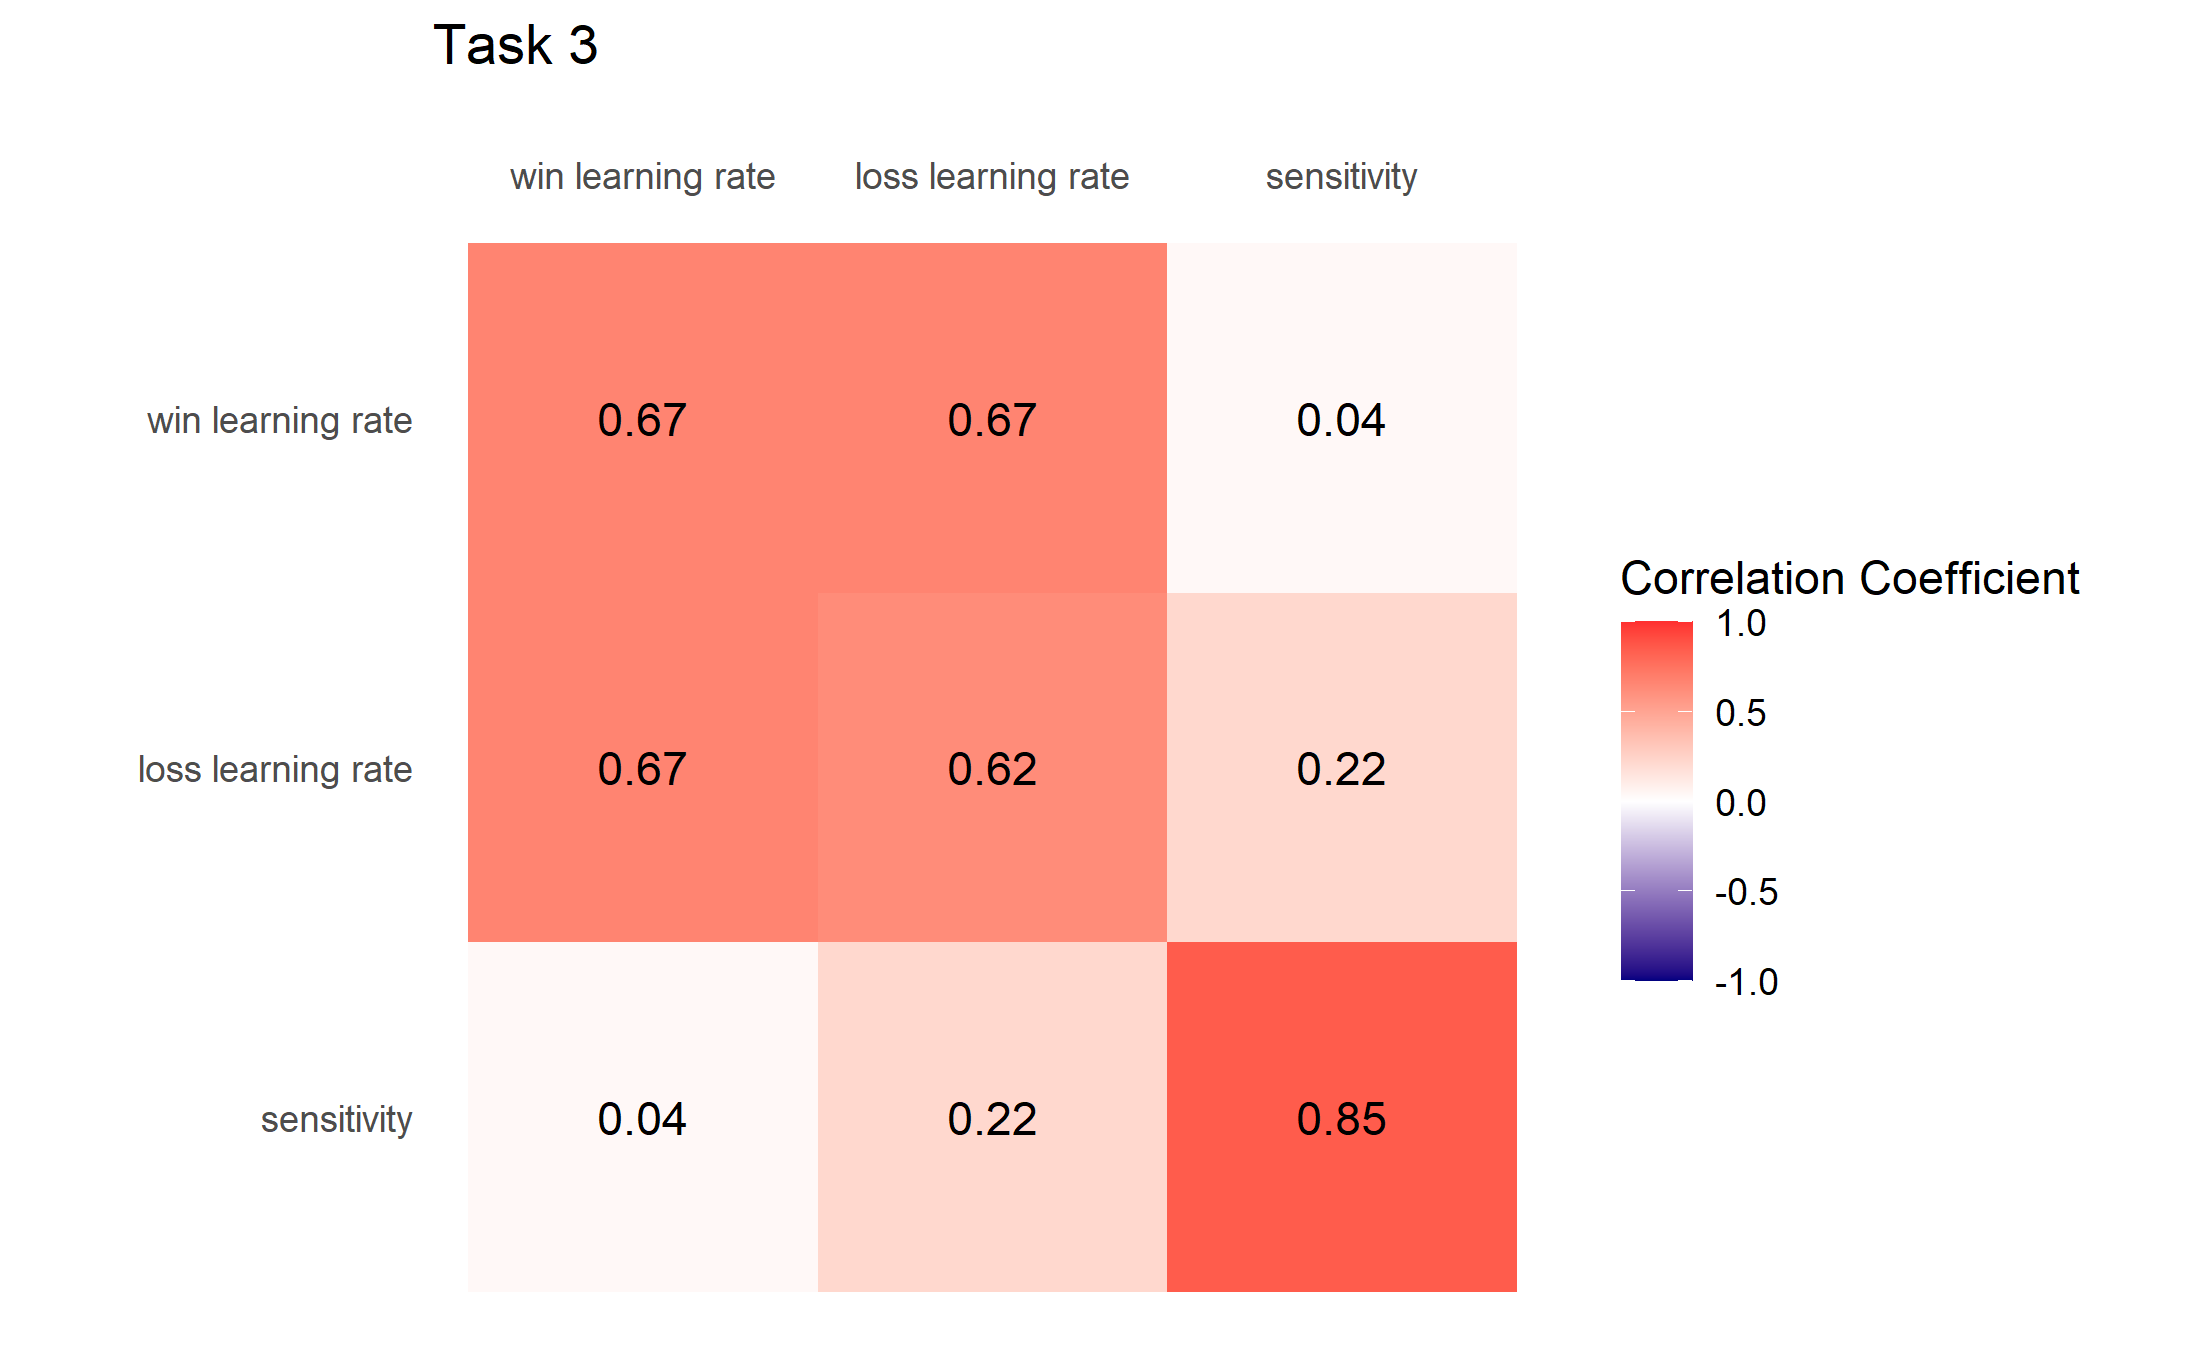 Task 3
win learning rate loss learning rate sensitivity
win learning rate 0.67 0.67 0.04
loss learning rate 0.67 0.62 0.22
sensitivity 0.04 0.22 0.85
Correlation Coefficient
1.0
0.5
0.0
-0.5
-1.0